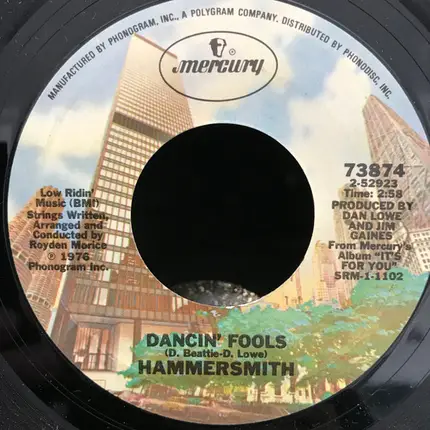 MANUFACTURED BY PHONOGRAM, INC., A POLYGRAM COMPANY. DISTRIBUTED BY PHONODISC, INC.
mercury
Low Ridin'
Music (BMI)
Strings Written,
Arranged and
Conducted by
Royden Morice
℗ 1976
Phonogram Inc.
73874
2-52923
Time: 2:58
PRODUCED BY
DAN LOWE
AND JIM
GAINES
From Mercury's
Album "IT'S
FOR YOU"
SRM-1-1102
DANCIN' FOOLS
(D. Beattie-D. Lowe)
HAMMERSMITH